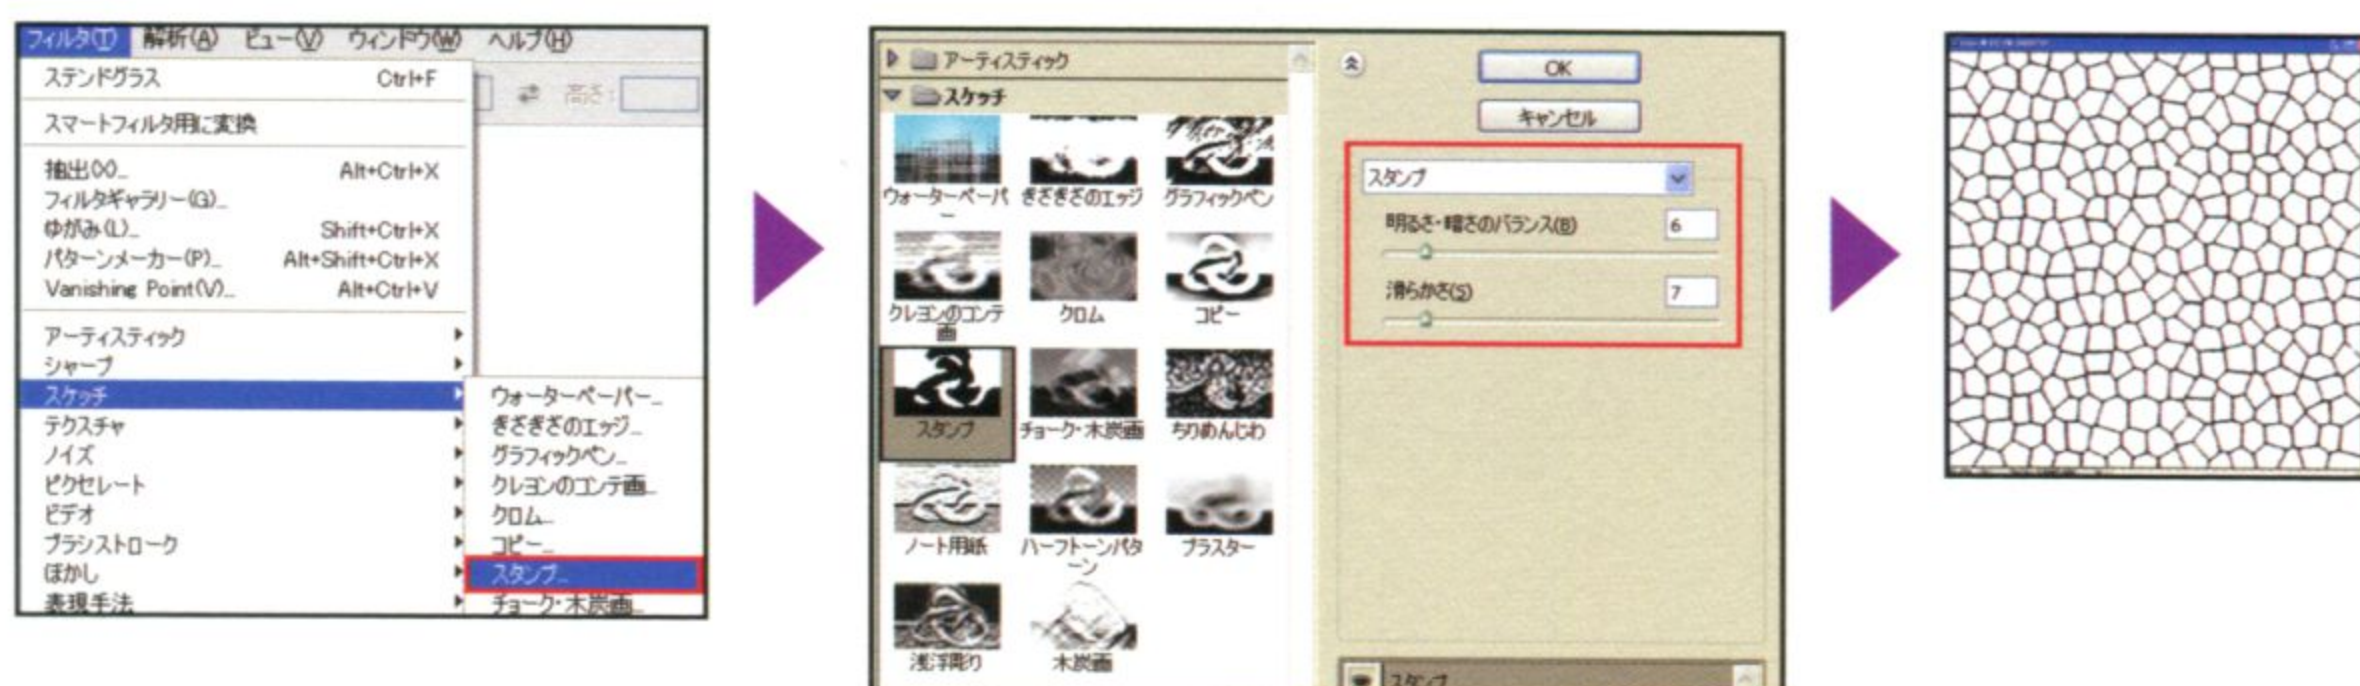 フィルタ(T) 解析(A) ビュー(V) ウィンドウ(W) ヘルプ(H)
ステンドグラス Ctrl+F
高さ:
スマートフィルタ用に変換
抽出(X)... Alt+Ctrl+X
フィルタギャラリー(G)...
ゆがみ(L)... Shift+Ctrl+X
パターンメーカー(P)... Alt+Shift+Ctrl+X
Vanishing Point(V)... Alt+Ctrl+V
アーティスティック
シャープ
スケッチ
テクスチャ
ノイズ
ピクセレート
ビデオ
ブラシストローク
ぼかし
表現手法
ウォーターペーパー...
ぎざぎざのエッジ...
グラフィックペン...
クレヨンのコンテ画...
クロム...
コピー...
スタンプ...
チョーク・木炭画...
アーティスティック
スケッチ
ウォーターペーパ
ー
ぎざぎざのエッジ
グラフィックペン
クレヨンのコンテ
画
クロム
コピー
スタンプ
チョーク・木炭画
ちりめんじわ
ノート用紙
ハーフトーンパタ
ーン
プラスター
浅浮彫り
木炭画
OK
キャンセル
スタンプ
明るさ・暗さのバランス(B) 6
滑らかさ(S) 7
スタンプ